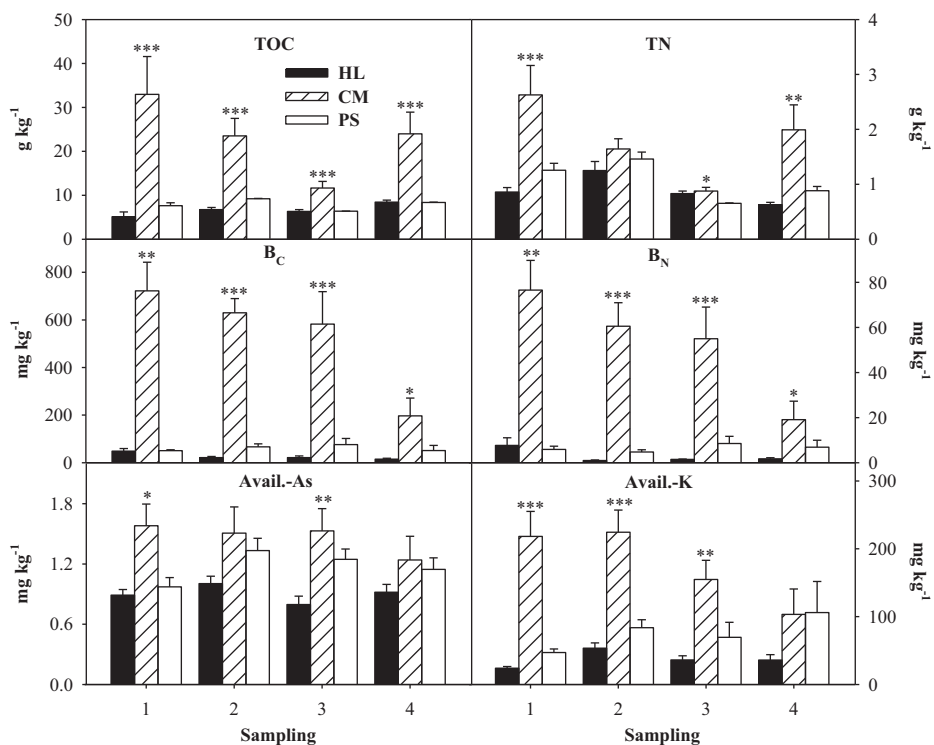 TOC
TN
HL
CM
PS
50
40
30
20
10
0
g kg⁻¹
***
***
***
***
4
3
2
1
0
g kg⁻¹
***
*
**
B_C
B_N
800
600
400
200
0
mg kg⁻¹
**
***
***
*
80
60
40
20
0
mg kg⁻¹
**
***
***
*
Avail.-As
Avail.-K
1.8
1.2
0.6
0.0
mg kg⁻¹
*
**
300
200
100
0
mg kg⁻¹
***
***
**
1 2 3 4
Sampling
1 2 3 4
Sampling